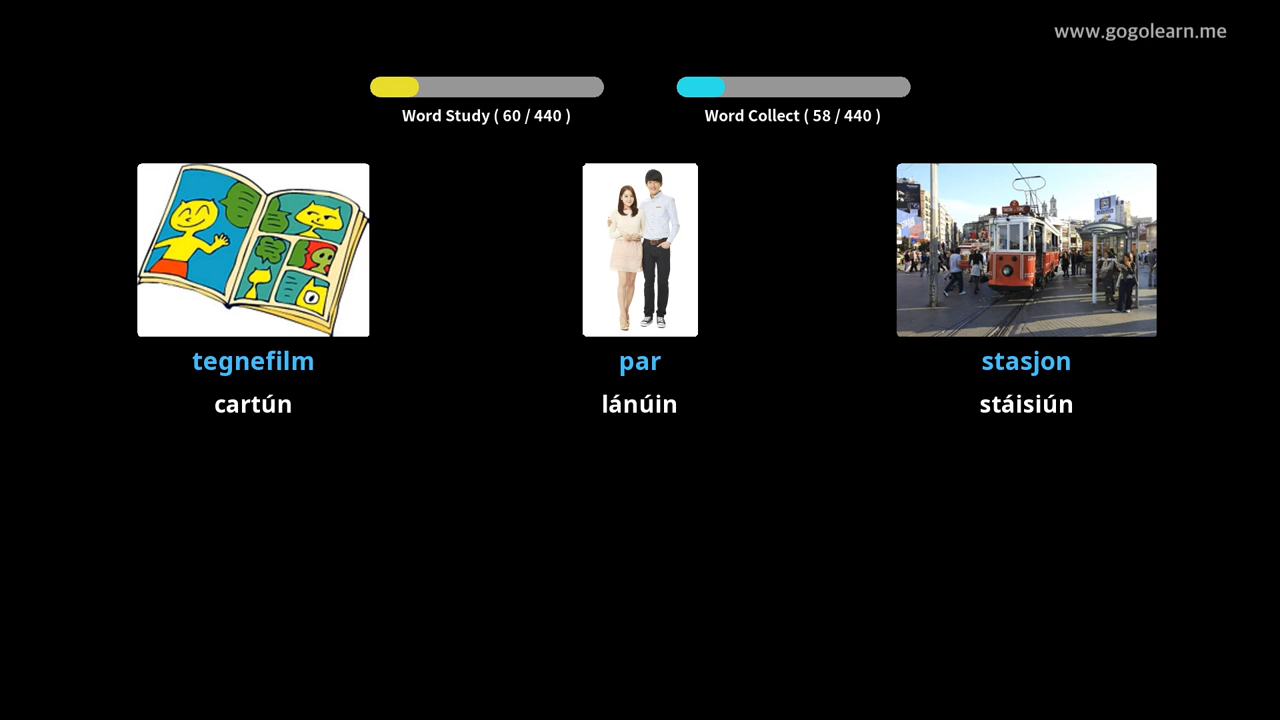 www.gogolearn.me
Word Study ( 60 / 440 )
Word Collect ( 58 / 440 )
tegnefilm
par
stasjon
cartún
lánúin
stáisiún